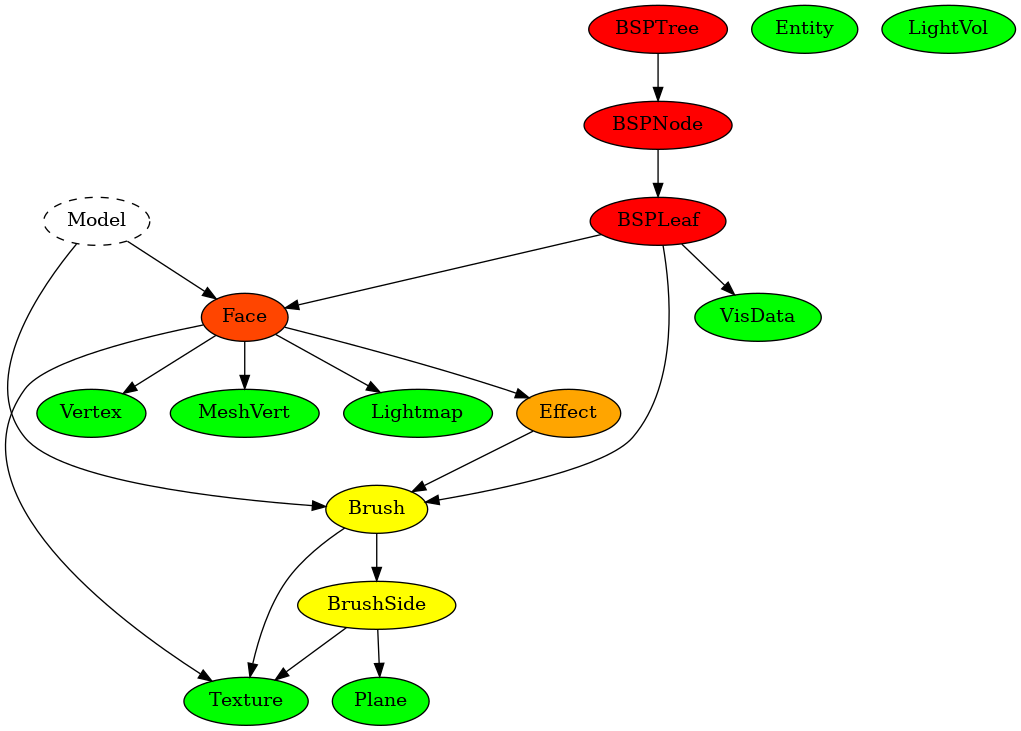 BSPTree
Entity
LightVol
BSPNode
Model
BSPLeaf
Face
VisData
Vertex
MeshVert
Lightmap
Effect
Brush
BrushSide
Texture
Plane